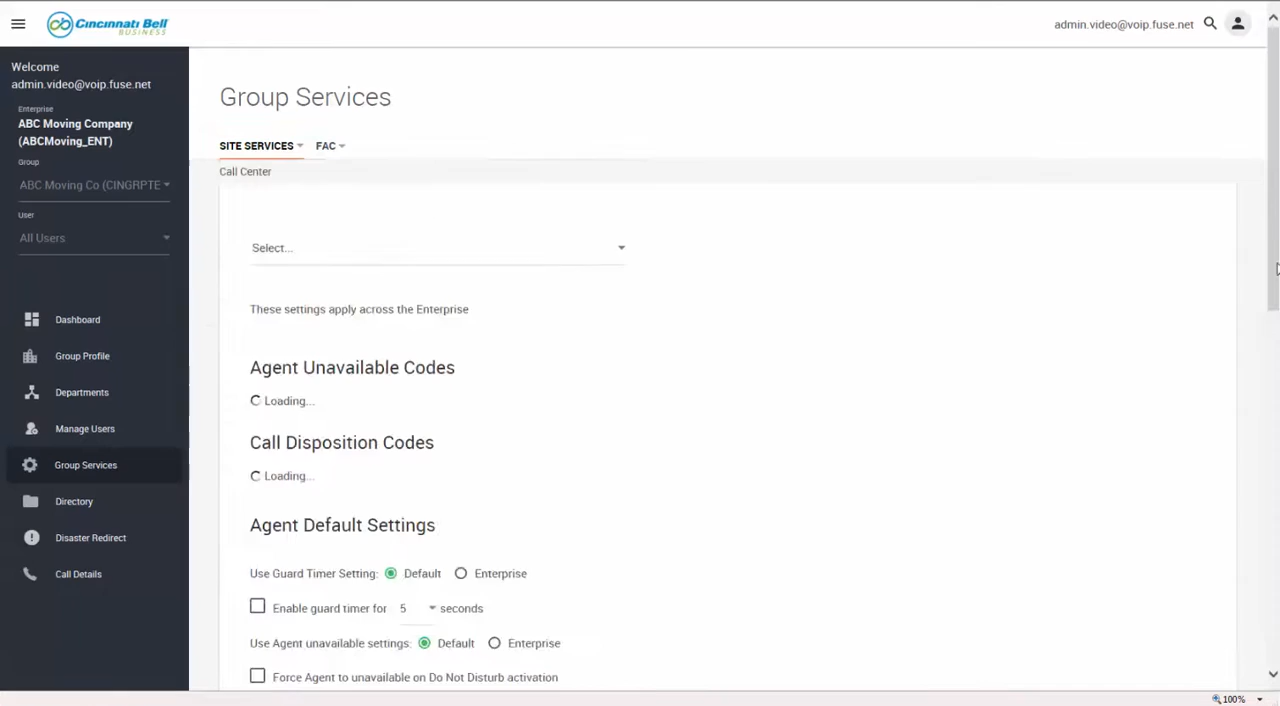 Cincinnati Bell
BUSINESS
admin.video@voip.fuse.net
Welcome
admin.video@voip.fuse.net
Enterprise
ABC Moving Company
(ABCMoving_ENT)
Group
ABC Moving Co (CINGRPTE
User
All Users
Dashboard
Group Profile
Departments
Manage Users
Group Services
Directory
Disaster Redirect
Call Details
Group Services
SITE SERVICES
FAC
Call Center
Select...
These settings apply across the Enterprise
Agent Unavailable Codes
Loading...
Call Disposition Codes
Loading...
Agent Default Settings
Use Guard Timer Setting: Default Enterprise
Enable guard timer for 5 seconds
Use Agent unavailable settings: Default Enterprise
Force Agent to unavailable on Do Not Disturb activation
100%